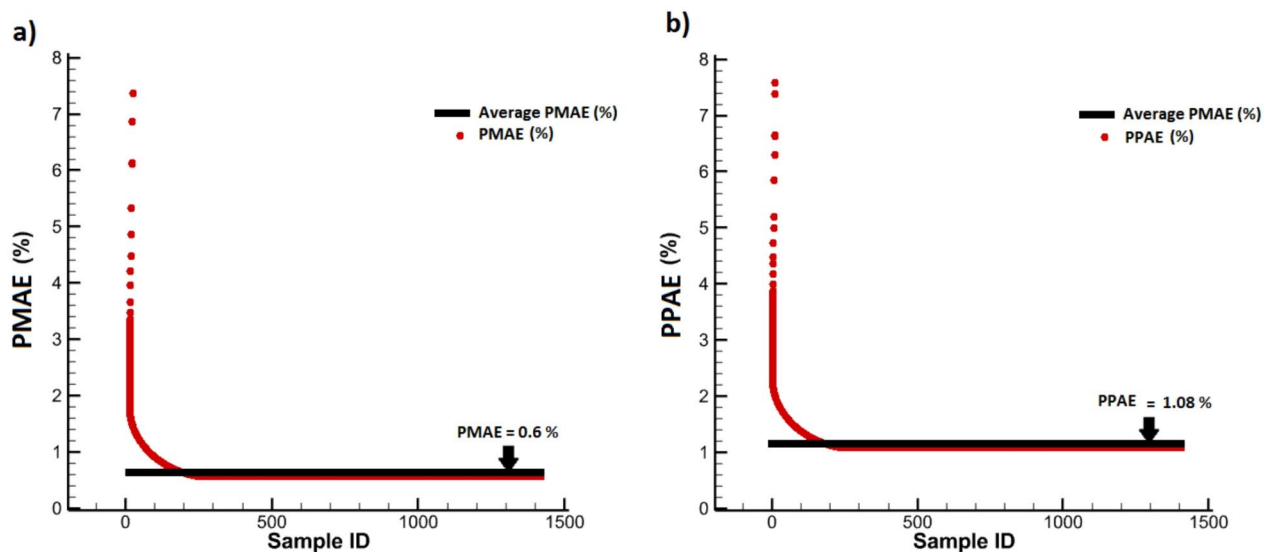 a)
8
7
6
5
4
3
2
1
0
PMAE (%)
Average PMAE (%)
PMAE (%)
PMAE = 0.6 %
0
500
1000
1500
Sample ID
b)
8
7
6
5
4
3
2
1
0
PPAE (%)
Average PMAE (%)
PPAE (%)
PPAE = 1.08 %
0
500
1000
1500
Sample ID